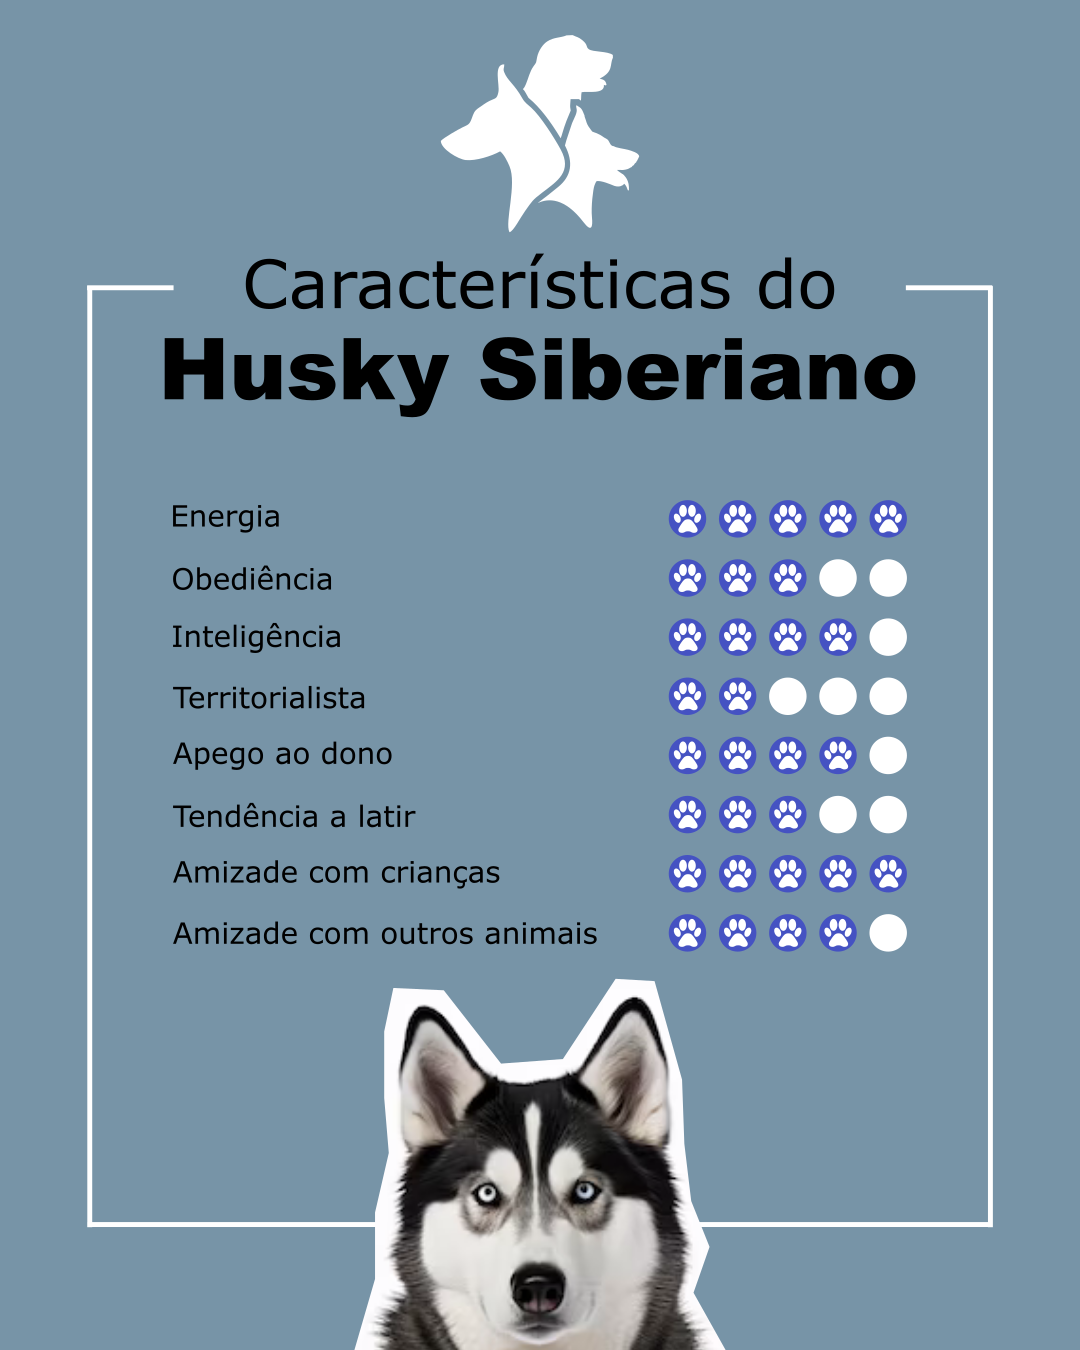 Características do
Husky Siberiano
Energia
Obediência
Inteligência
Territorialista
Apego ao dono
Tendência a latir
Amizade com crianças
Amizade com outros animais